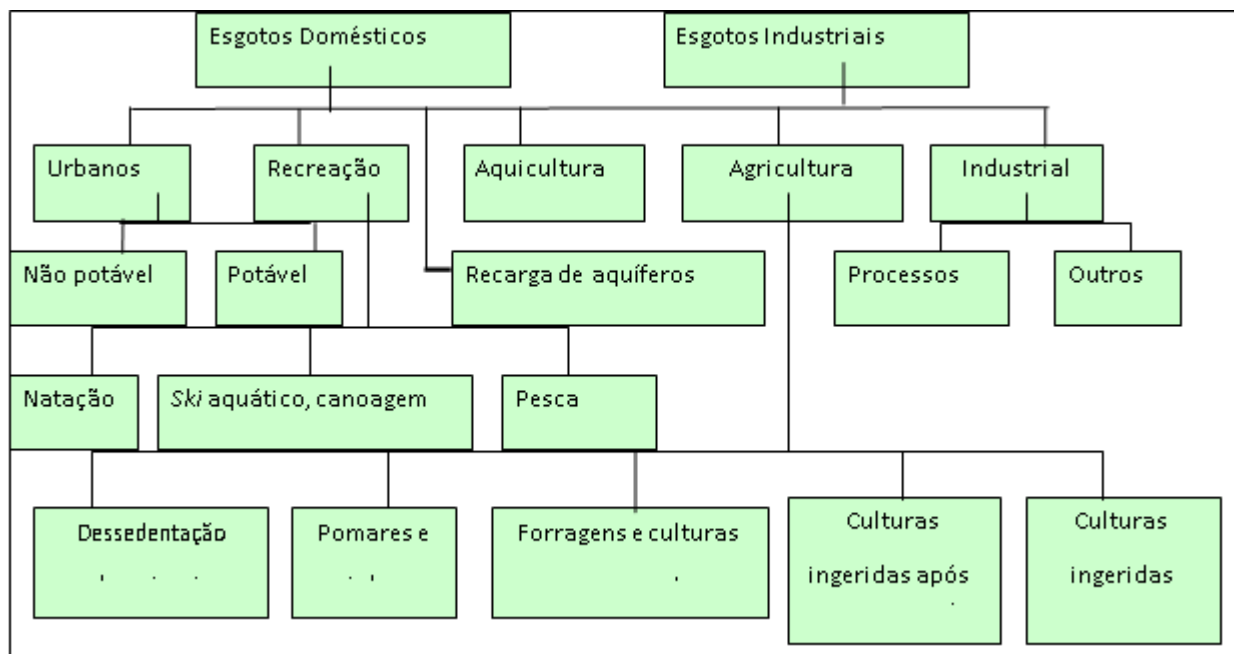 Esgotos Domésticos
Esgotos Industriais
Urbanos
Recreação
Aquicultura
Agricultura
Industrial
Não potável
Potável
Recarga de aquíferos
Processos
Outros
Natação
Ski aquático, canoagem
Pesca
Dessedentação
Pomares e
Forragens e culturas
Culturas
ingeridas após
Culturas
ingeridas